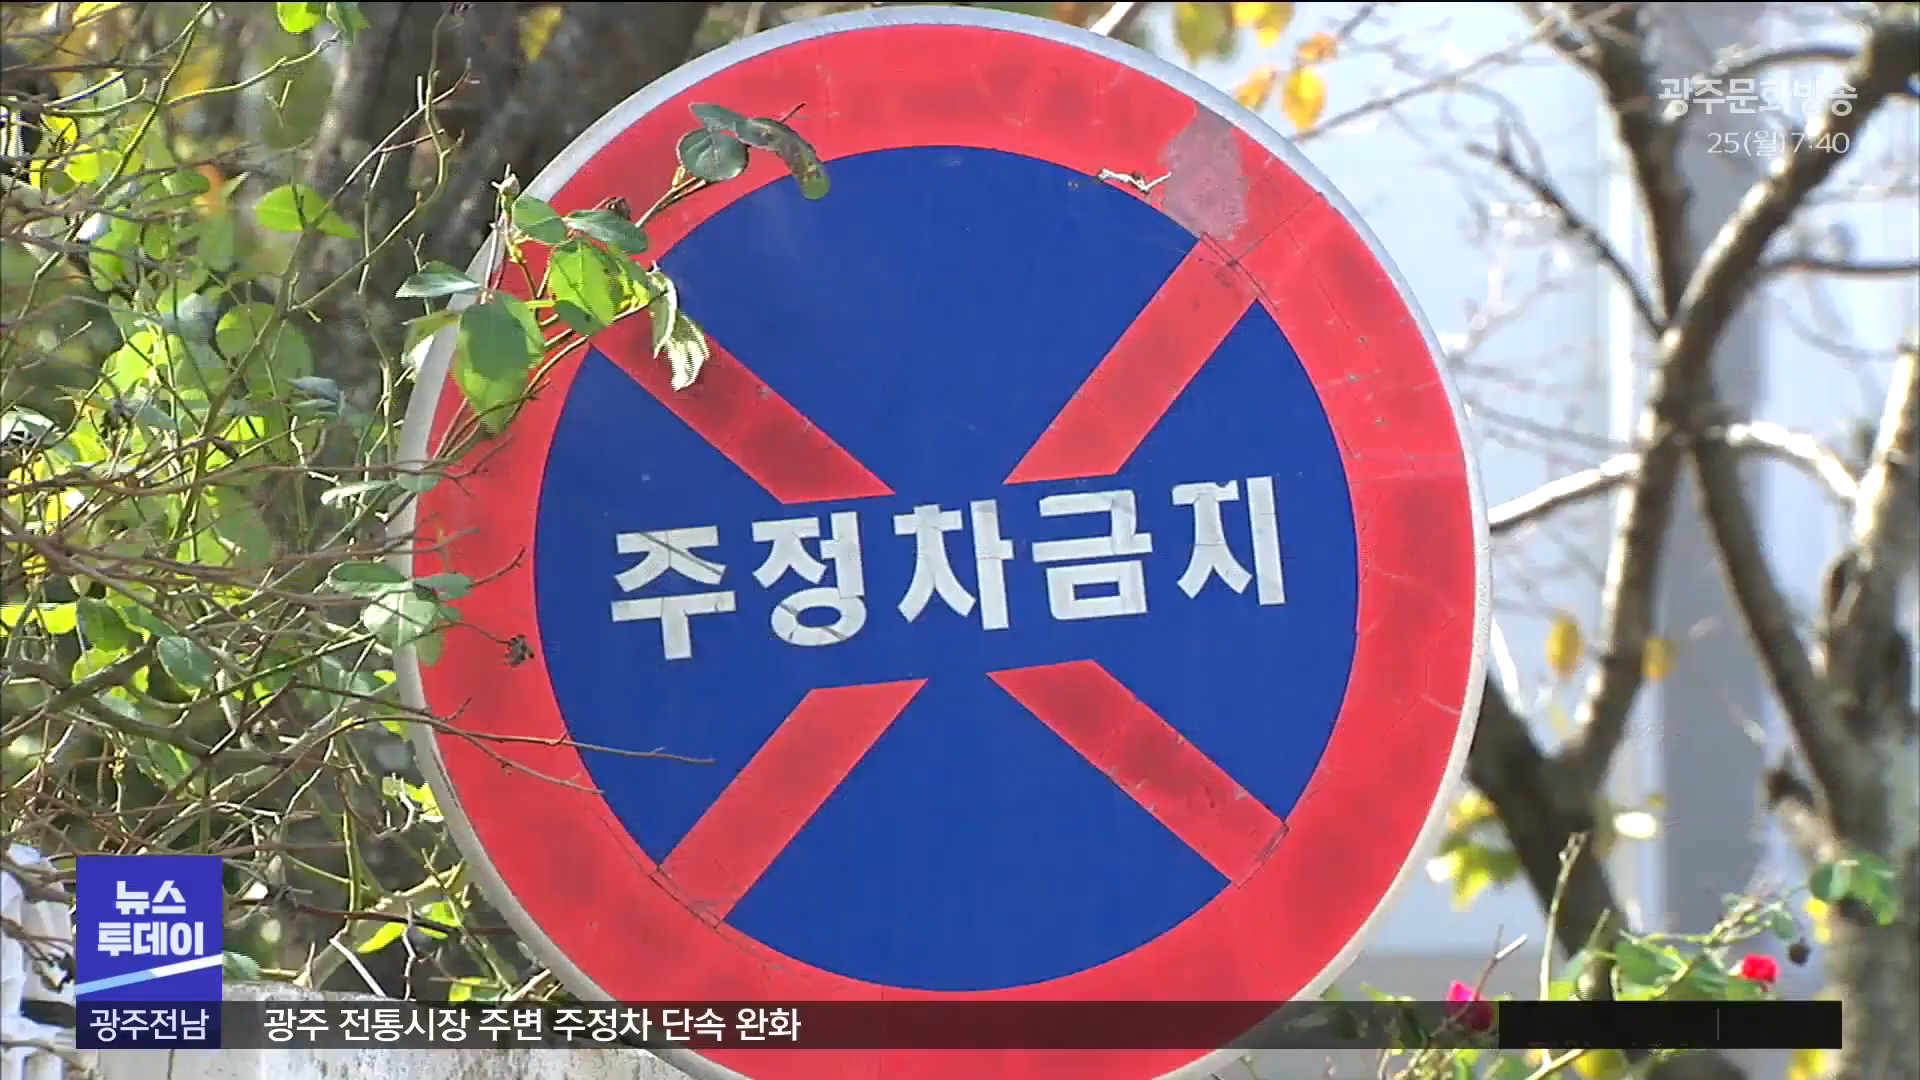 광주문화방송
25(월) 7:40
주정차금지
뉴스
투데이
광주전남
광주 전통시장 주변 주정차 단속 완화